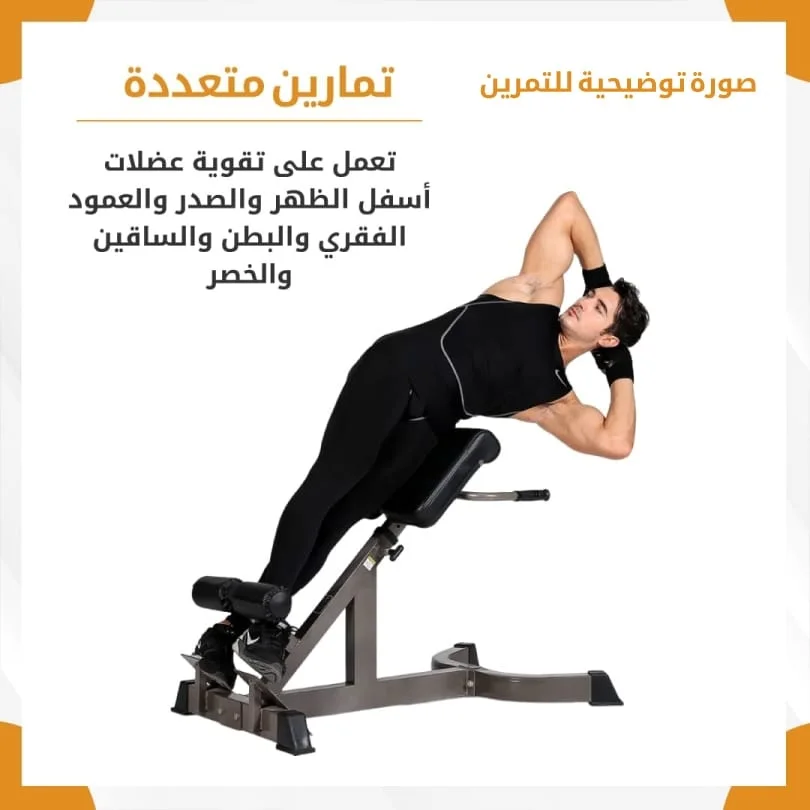 صورة توضيحية للتمرين
تمارين متعددة
تعمل على تقوية عضلات
أسفل الظهر والصدر والعمود
الفقري والبطن والساقين
والخصر